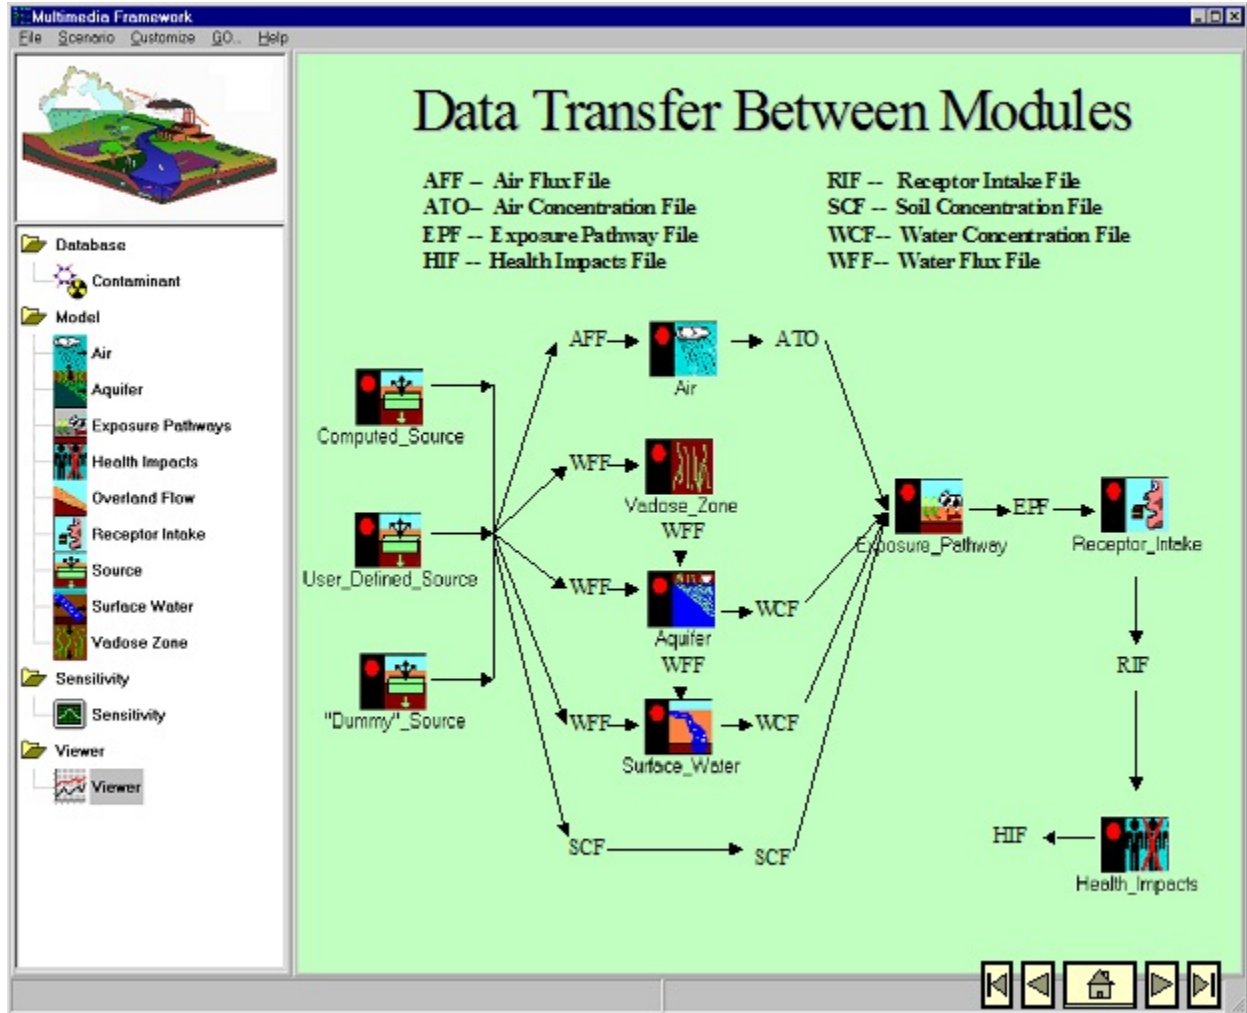 Multimedia Framework
File Scenario Customize GO.. Help
Database
Contaminant
Model
Air
Aquifer
Exposure Pathways
Health Impacts
Overland Flow
Receptor Intake
Source
Surface Water
Vadose Zone
Sensitivity
Sensitivity
Viewer
Viewer
Data Transfer Between Modules
AFF -- Air Flux File
ATO-- Air Concentration File
EPF -- Exposure Pathway File
HIF -- Health Impacts File
RIF -- Receptor Intake File
SCF -- Soil Concentration File
WCF-- Water Concentration File
WFF-- Water Flux File
Computed_Source
User_Defined_Source
"Dummy"_Source
AFF
Air
ATO
WFF
Vadose_Zone
WFF
WFF
Aquifer
WCF
WFF
WFF
Surface_Water
WCF
SCF
SCF
Exposure_Pathway
EPF
Receptor_Intake
RIF
HIF
Health_Impacts